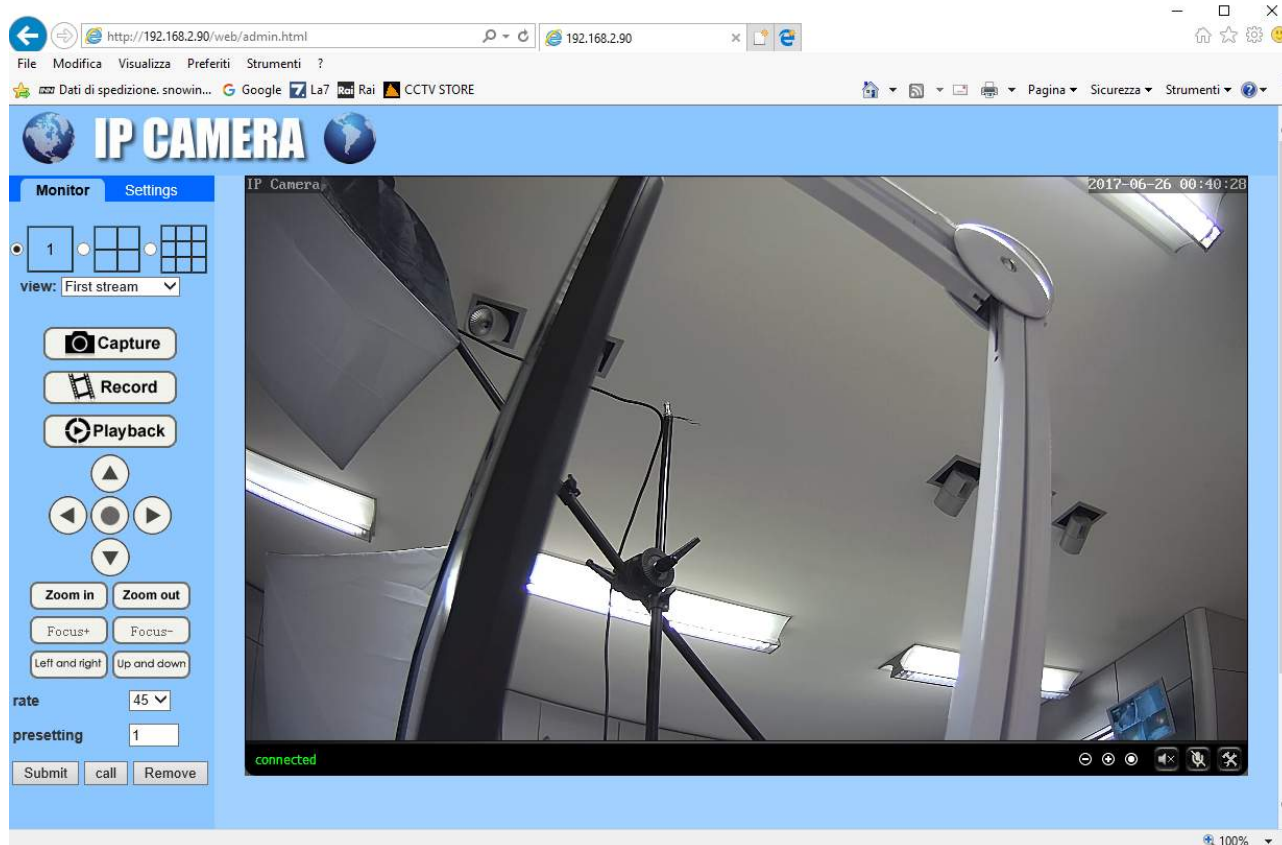 http://192.168.2.90/web/admin.html
192.168.2.90
File Modifica Visualizza Preferiti Strumenti ?
Dati di spedizione. snowin... Google La7 Rai Rai CCTV STORE
Pagina Sicurezza Strumenti
IP CAMERA
Monitor Settings
IP Camera
2017-06-26 00:40:28
1
view: First stream
Capture
Record
Playback
Zoom in Zoom out
Focus+ Focus-
Left and right Up and down
rate 45
presetting 1
Submit call Remove
connected
100%